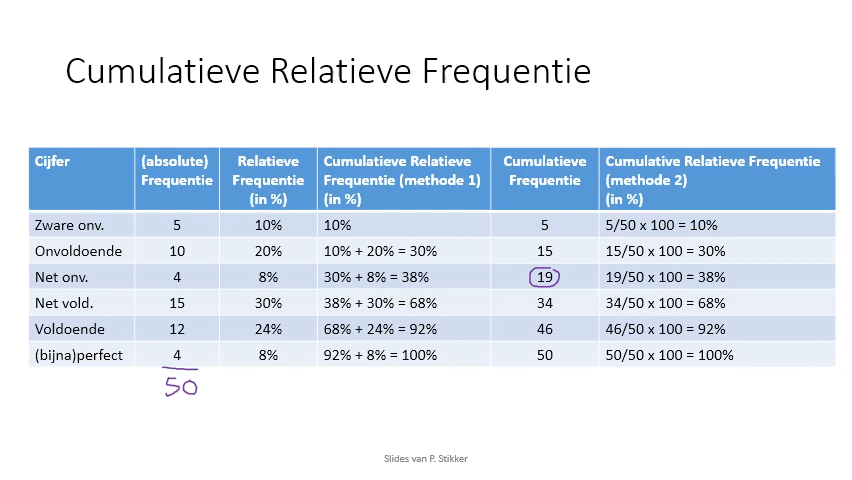 Cumulatieve Relatieve Frequentie
Cijfer (absolute) Frequentie Relatieve Frequentie (in %) Cumulatieve Relatieve Frequentie (methode 1) (in %) Cumulatieve Frequentie Cumulative Relatieve Frequentie (methode 2) (in %)
Zware onv. 5 10% 10% 5 5/50 x 100 = 10%
Onvoldoende 10 20% 10% + 20% = 30% 15 15/50 x 100 = 30%
Net onv. 4 8% 30% + 8% = 38% 19 19/50 x 100 = 38%
Net vold. 15 30% 38% + 30% = 68% 34 34/50 x 100 = 68%
Voldoende 12 24% 68% + 24% = 92% 46 46/50 x 100 = 92%
(bijna)perfect 4 8% 92% + 8% = 100% 50 50/50 x 100 = 100%
50
Slides van P. Stikker